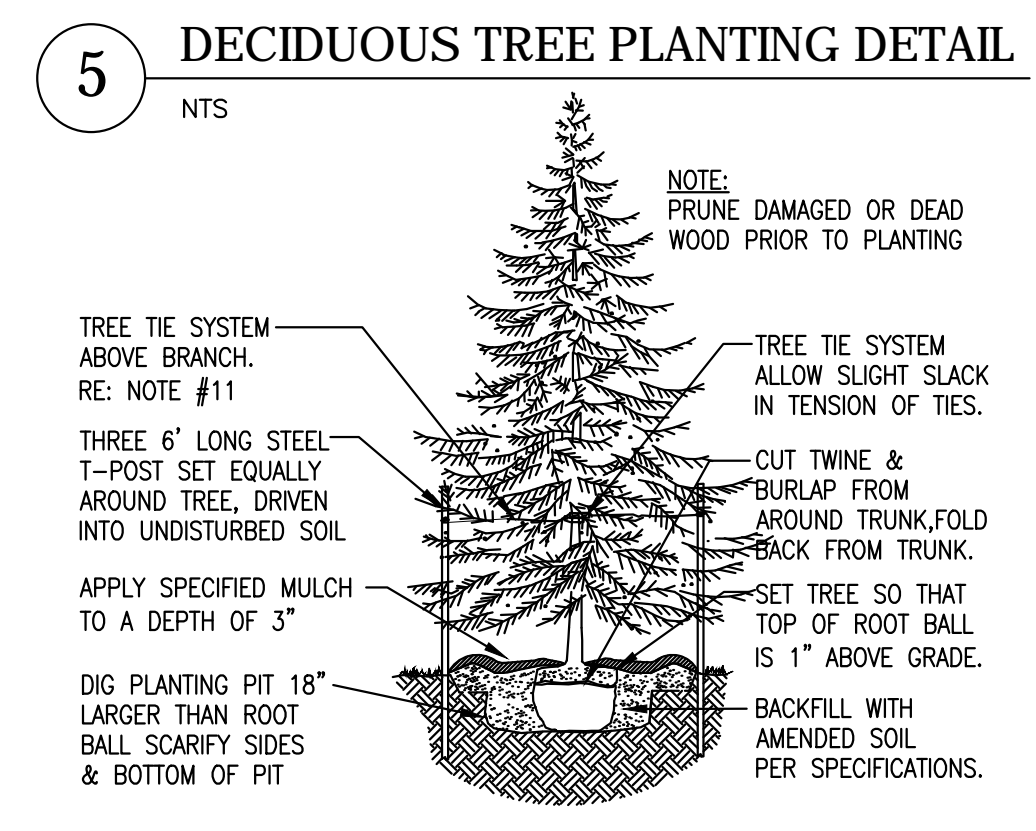 5
DECIDUOUS TREE PLANTING DETAIL
NTS
NOTE:
PRUNE DAMAGED OR DEAD
WOOD PRIOR TO PLANTING
TREE TIE SYSTEM
ABOVE BRANCH.
RE: NOTE #11
THREE 6' LONG STEEL
T-POST SET EQUALLY
AROUND TREE, DRIVEN
INTO UNDISTURBED SOIL
APPLY SPECIFIED MULCH
TO A DEPTH OF 3"
DIG PLANTING PIT 18"
LARGER THAN ROOT
BALL SCARIFY SIDES
& BOTTOM OF PIT
TREE TIE SYSTEM
ALLOW SLIGHT SLACK
IN TENSION OF TIES.
CUT TWINE &
BURLAP FROM
AROUND TRUNK,FOLD
BACK FROM TRUNK.
SET TREE SO THAT
TOP OF ROOT BALL
IS 1" ABOVE GRADE.
BACKFILL WITH
AMENDED SOIL
PER SPECIFICATIONS.